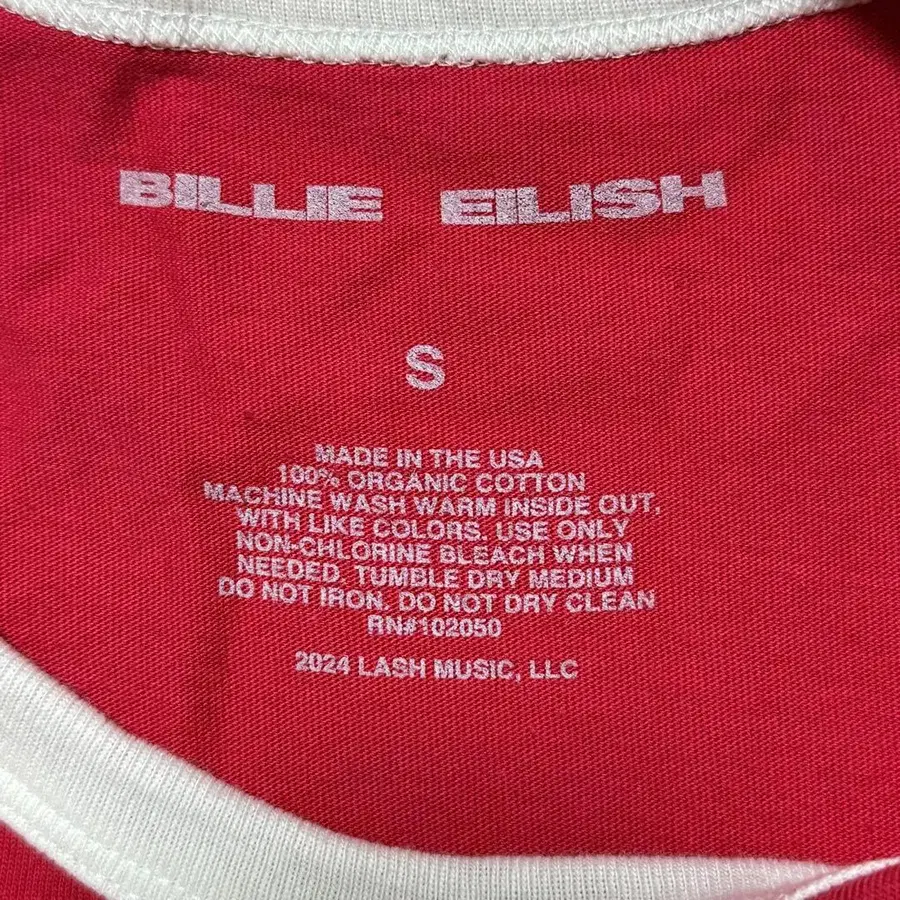 BILLIE EILISH
S
MADE IN THE USA
100% ORGANIC COTTON
MACHINE WASH WARM INSIDE OUT,
WITH LIKE COLORS. USE ONLY
NON-CHLORINE BLEACH WHEN
NEEDED. TUMBLE DRY MEDIUM
DO NOT IRON. DO NOT DRY CLEAN
RN#102050
2024 LASH MUSIC, LLC